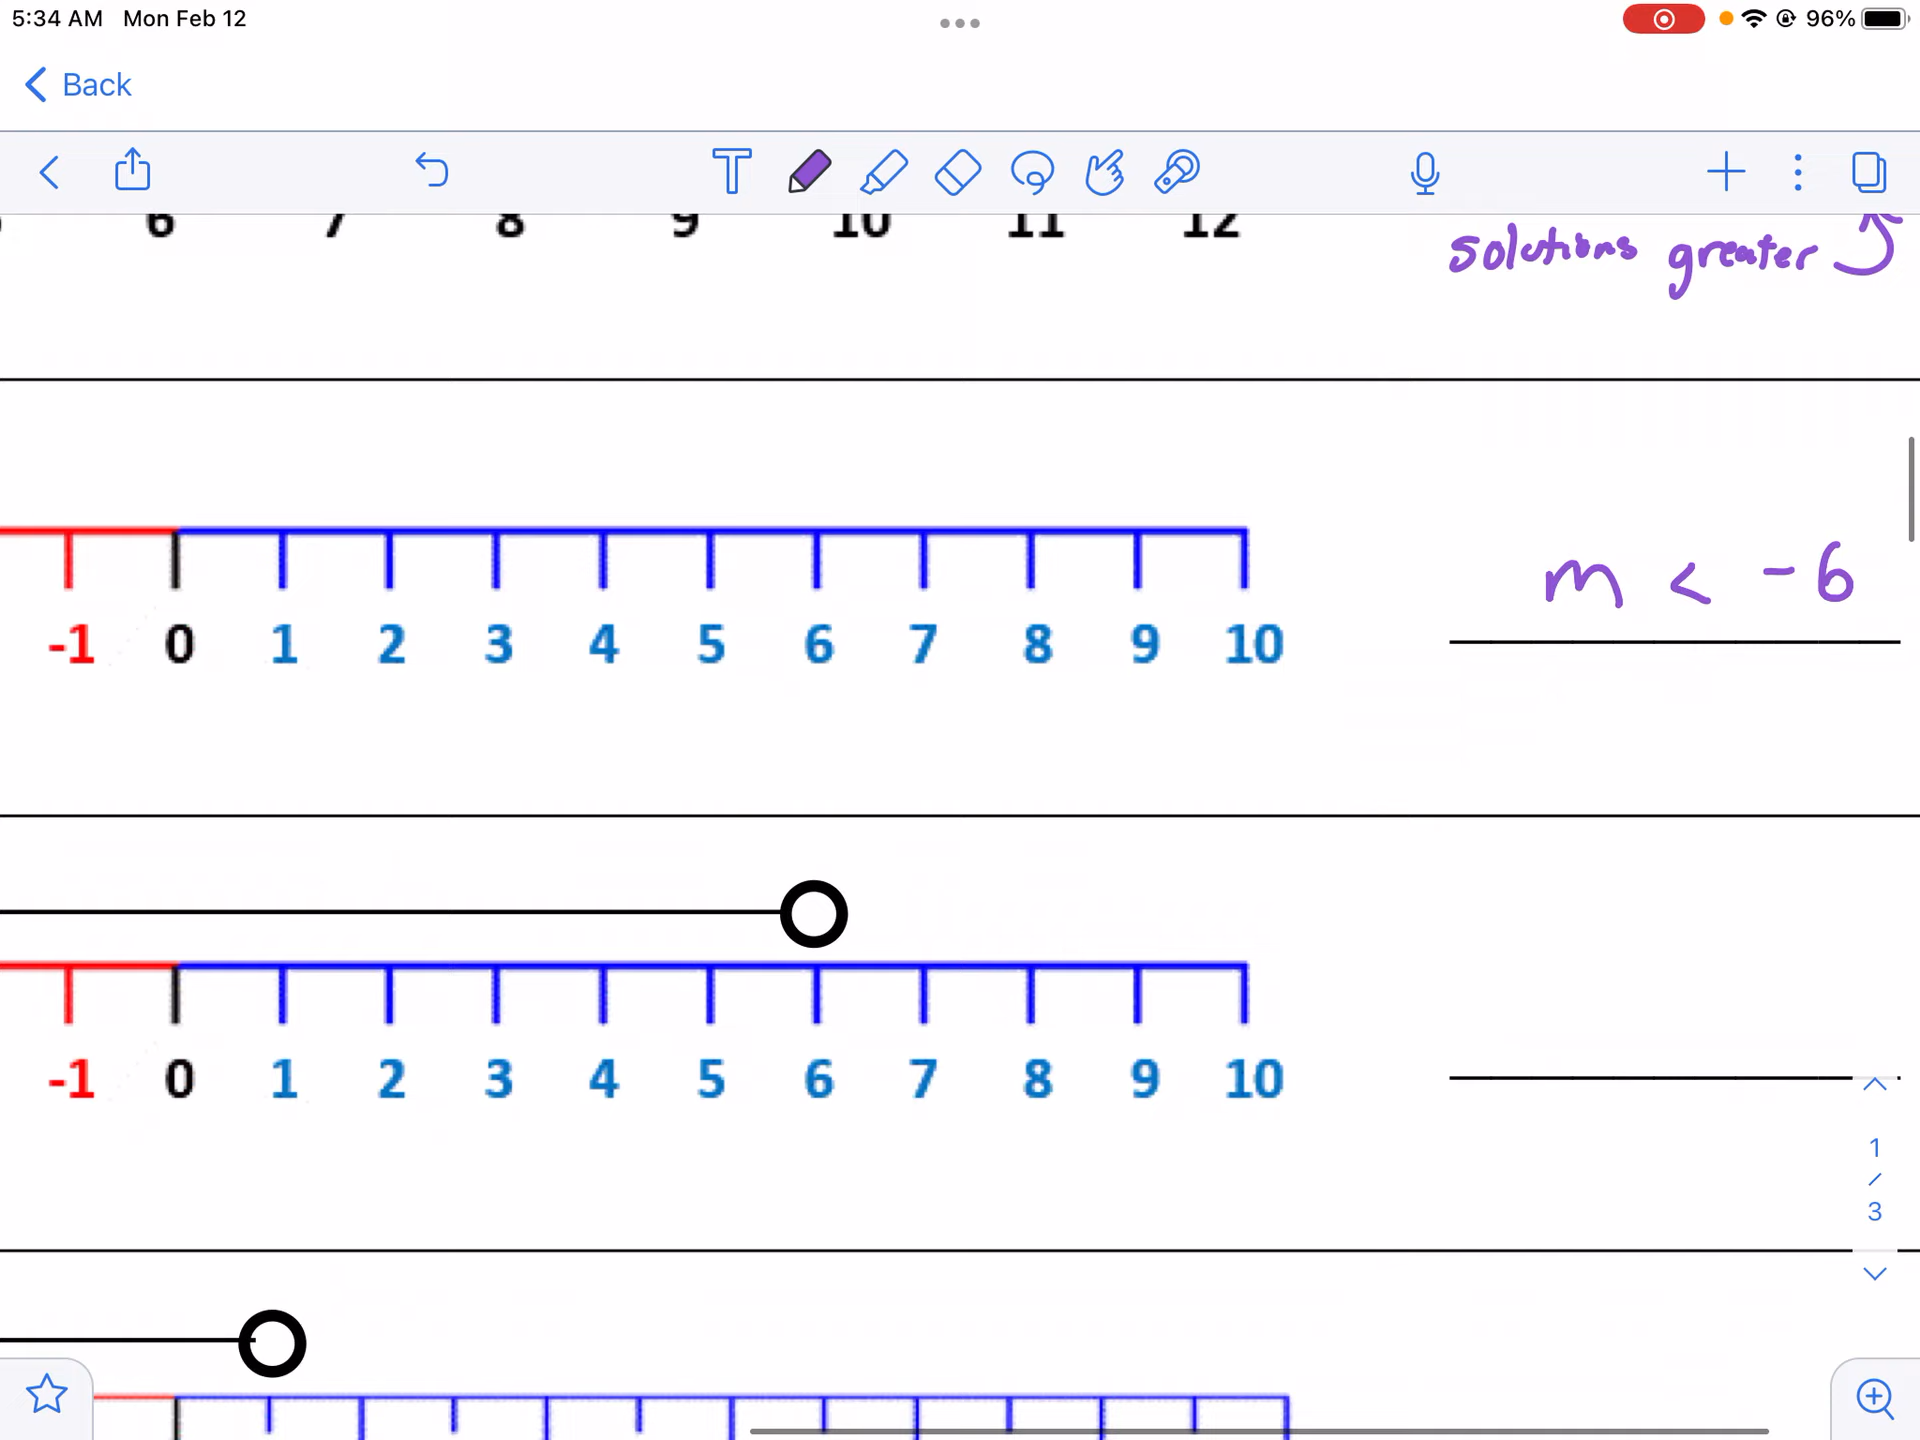 5:34 AM Mon Feb 12 96%
Back
6 7 8 9 10 11 12
solutions greater
-1 0 1 2 3 4 5 6 7 8 9 10
m < -6
-1 0 1 2 3 4 5 6 7 8 9 10
1
/
3